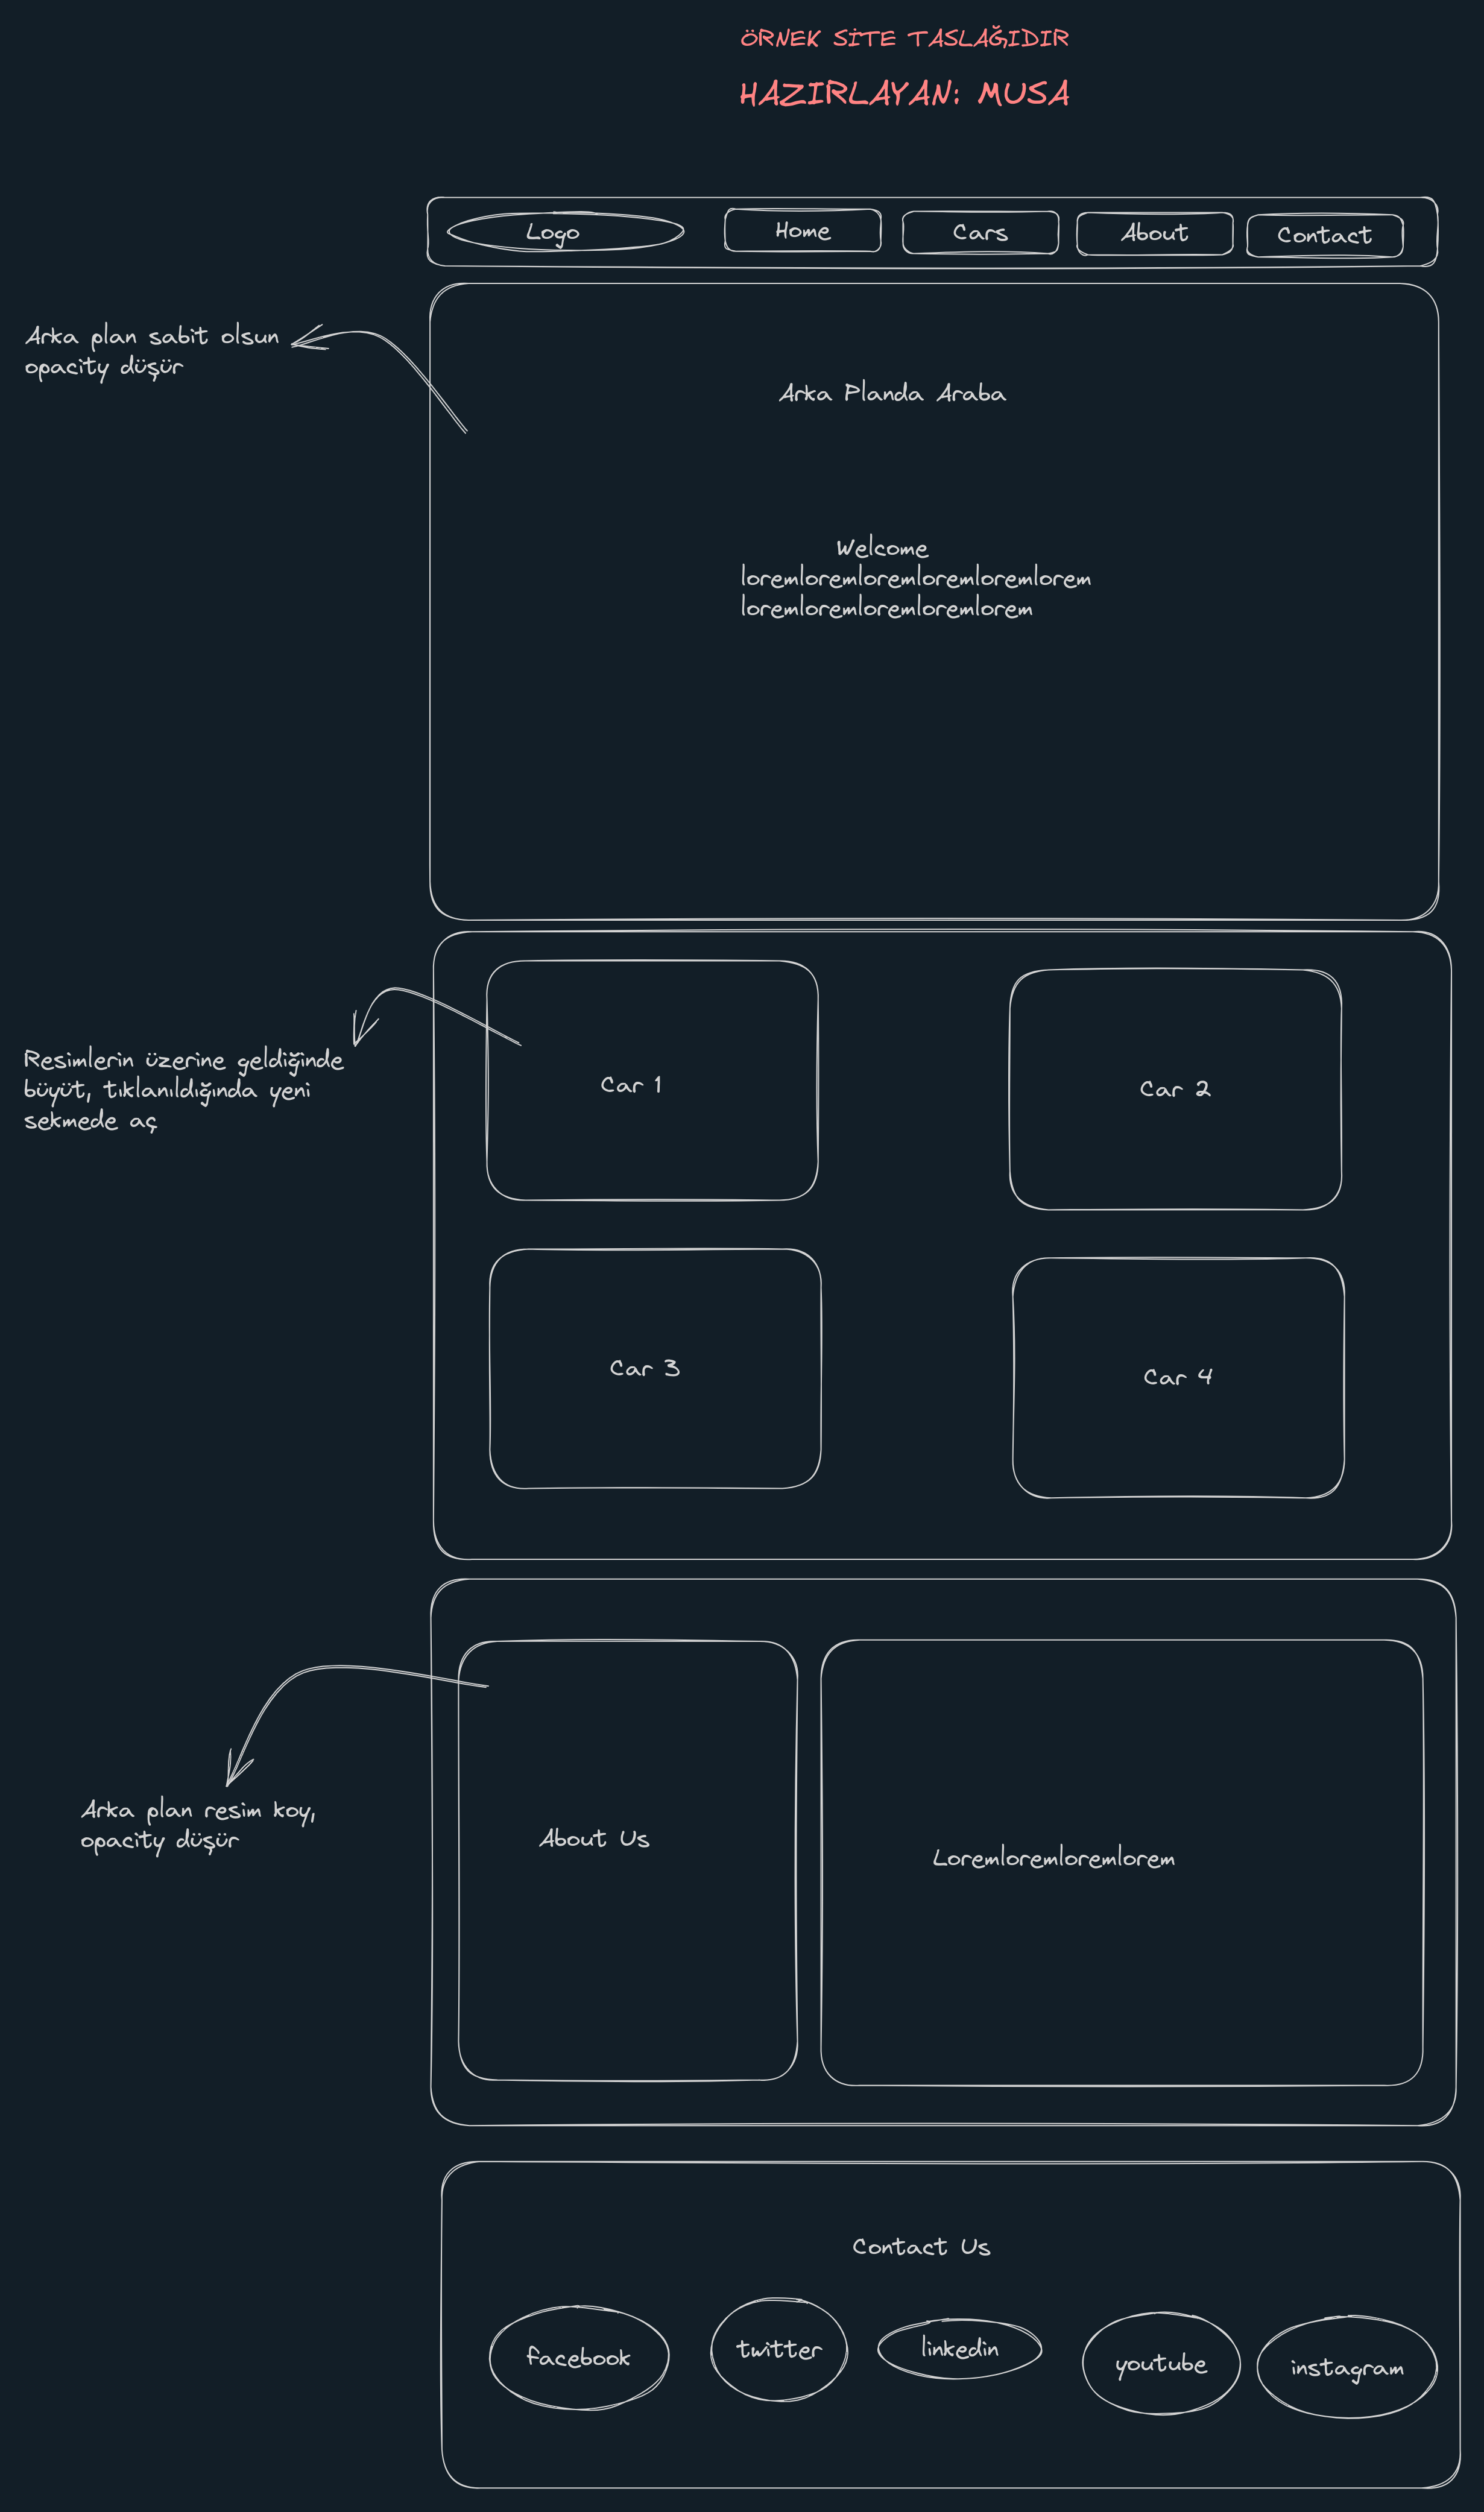 ÖRNEK SİTE TASLAĞIDIR
HAZIRLAYAN: MUSA
Logo
Home
Cars
About
Contact
Arka plan sabit olsun
opacity düşür
Arka Planda Araba
Welcome
loremloremloremloremloremlorem
loremloremloremloremlorem
Resimlerin üzerine geldiğinde
büyüt, tıklanıldığında yeni
sekmede aç
Car 1
Car 2
Car 3
Car 4
Arka plan resim koy,
opacity düşür
About Us
Loremloremloremlorem
Contact Us
facebook
twitter
linkedin
youtube
instagram